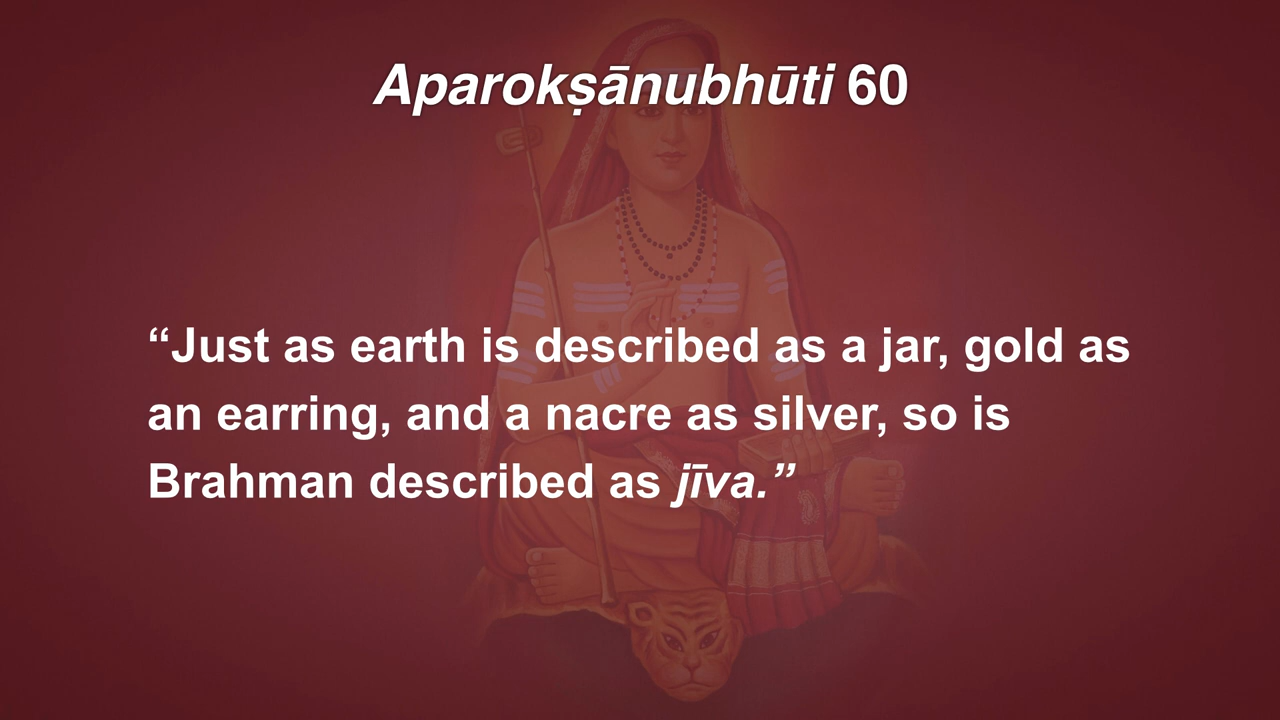 Aparokṣānubhūti 60
“Just as earth is described as a jar, gold as
an earring, and a nacre as silver, so is
Brahman described as jīva.”